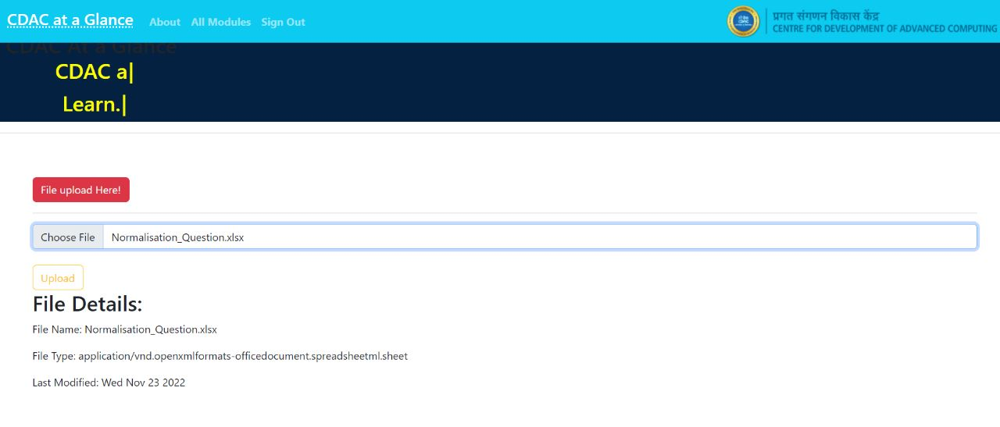 CDAC at a Glance About All Modules Sign Out
प्रगत संगणन विकास केंद्र
CENTRE FOR DEVELOPMENT OF ADVANCED COMPUTING
CDAC At a Glance
CDAC a|
Learn.|
File upload Here!
Choose File Normalisation_Question.xlsx
Upload
File Details:
File Name: Normalisation_Question.xlsx
File Type: application/vnd.openxmlformats-officedocument.spreadsheetml.sheet
Last Modified: Wed Nov 23 2022